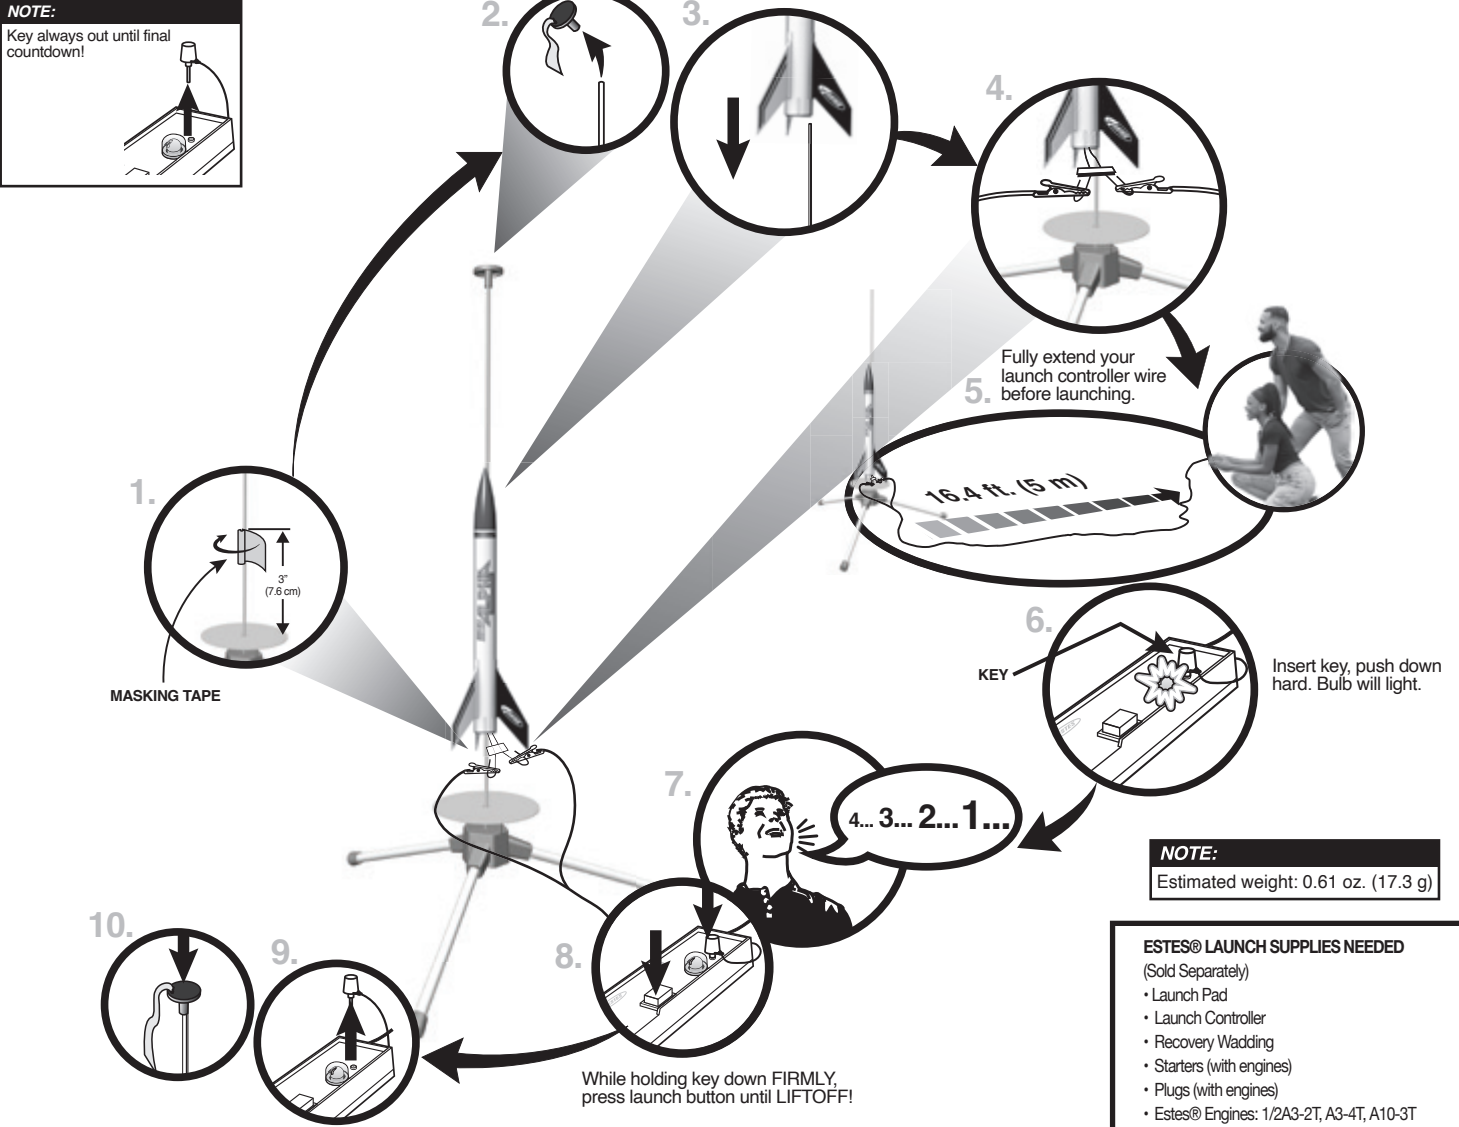 NOTE:
Key always out until final
countdown!
1.
3"
(7.6 cm)
MASKING TAPE
2.
3.
4.
5.
Fully extend your
launch controller wire
before launching.
16.4 ft. (5 m)
6.
KEY
Insert key, push down
hard. Bulb will light.
7.
4... 3... 2...1...
8.
While holding key down FIRMLY,
press launch button until LIFTOFF!
9.
10.
ALPHA
NOTE:
Estimated weight: 0.61 oz. (17.3 g)
ESTES® LAUNCH SUPPLIES NEEDED
(Sold Separately)
• Launch Pad
• Launch Controller
• Recovery Wadding
• Starters (with engines)
• Plugs (with engines)
• Estes® Engines: 1/2A3-2T, A3-4T, A10-3T